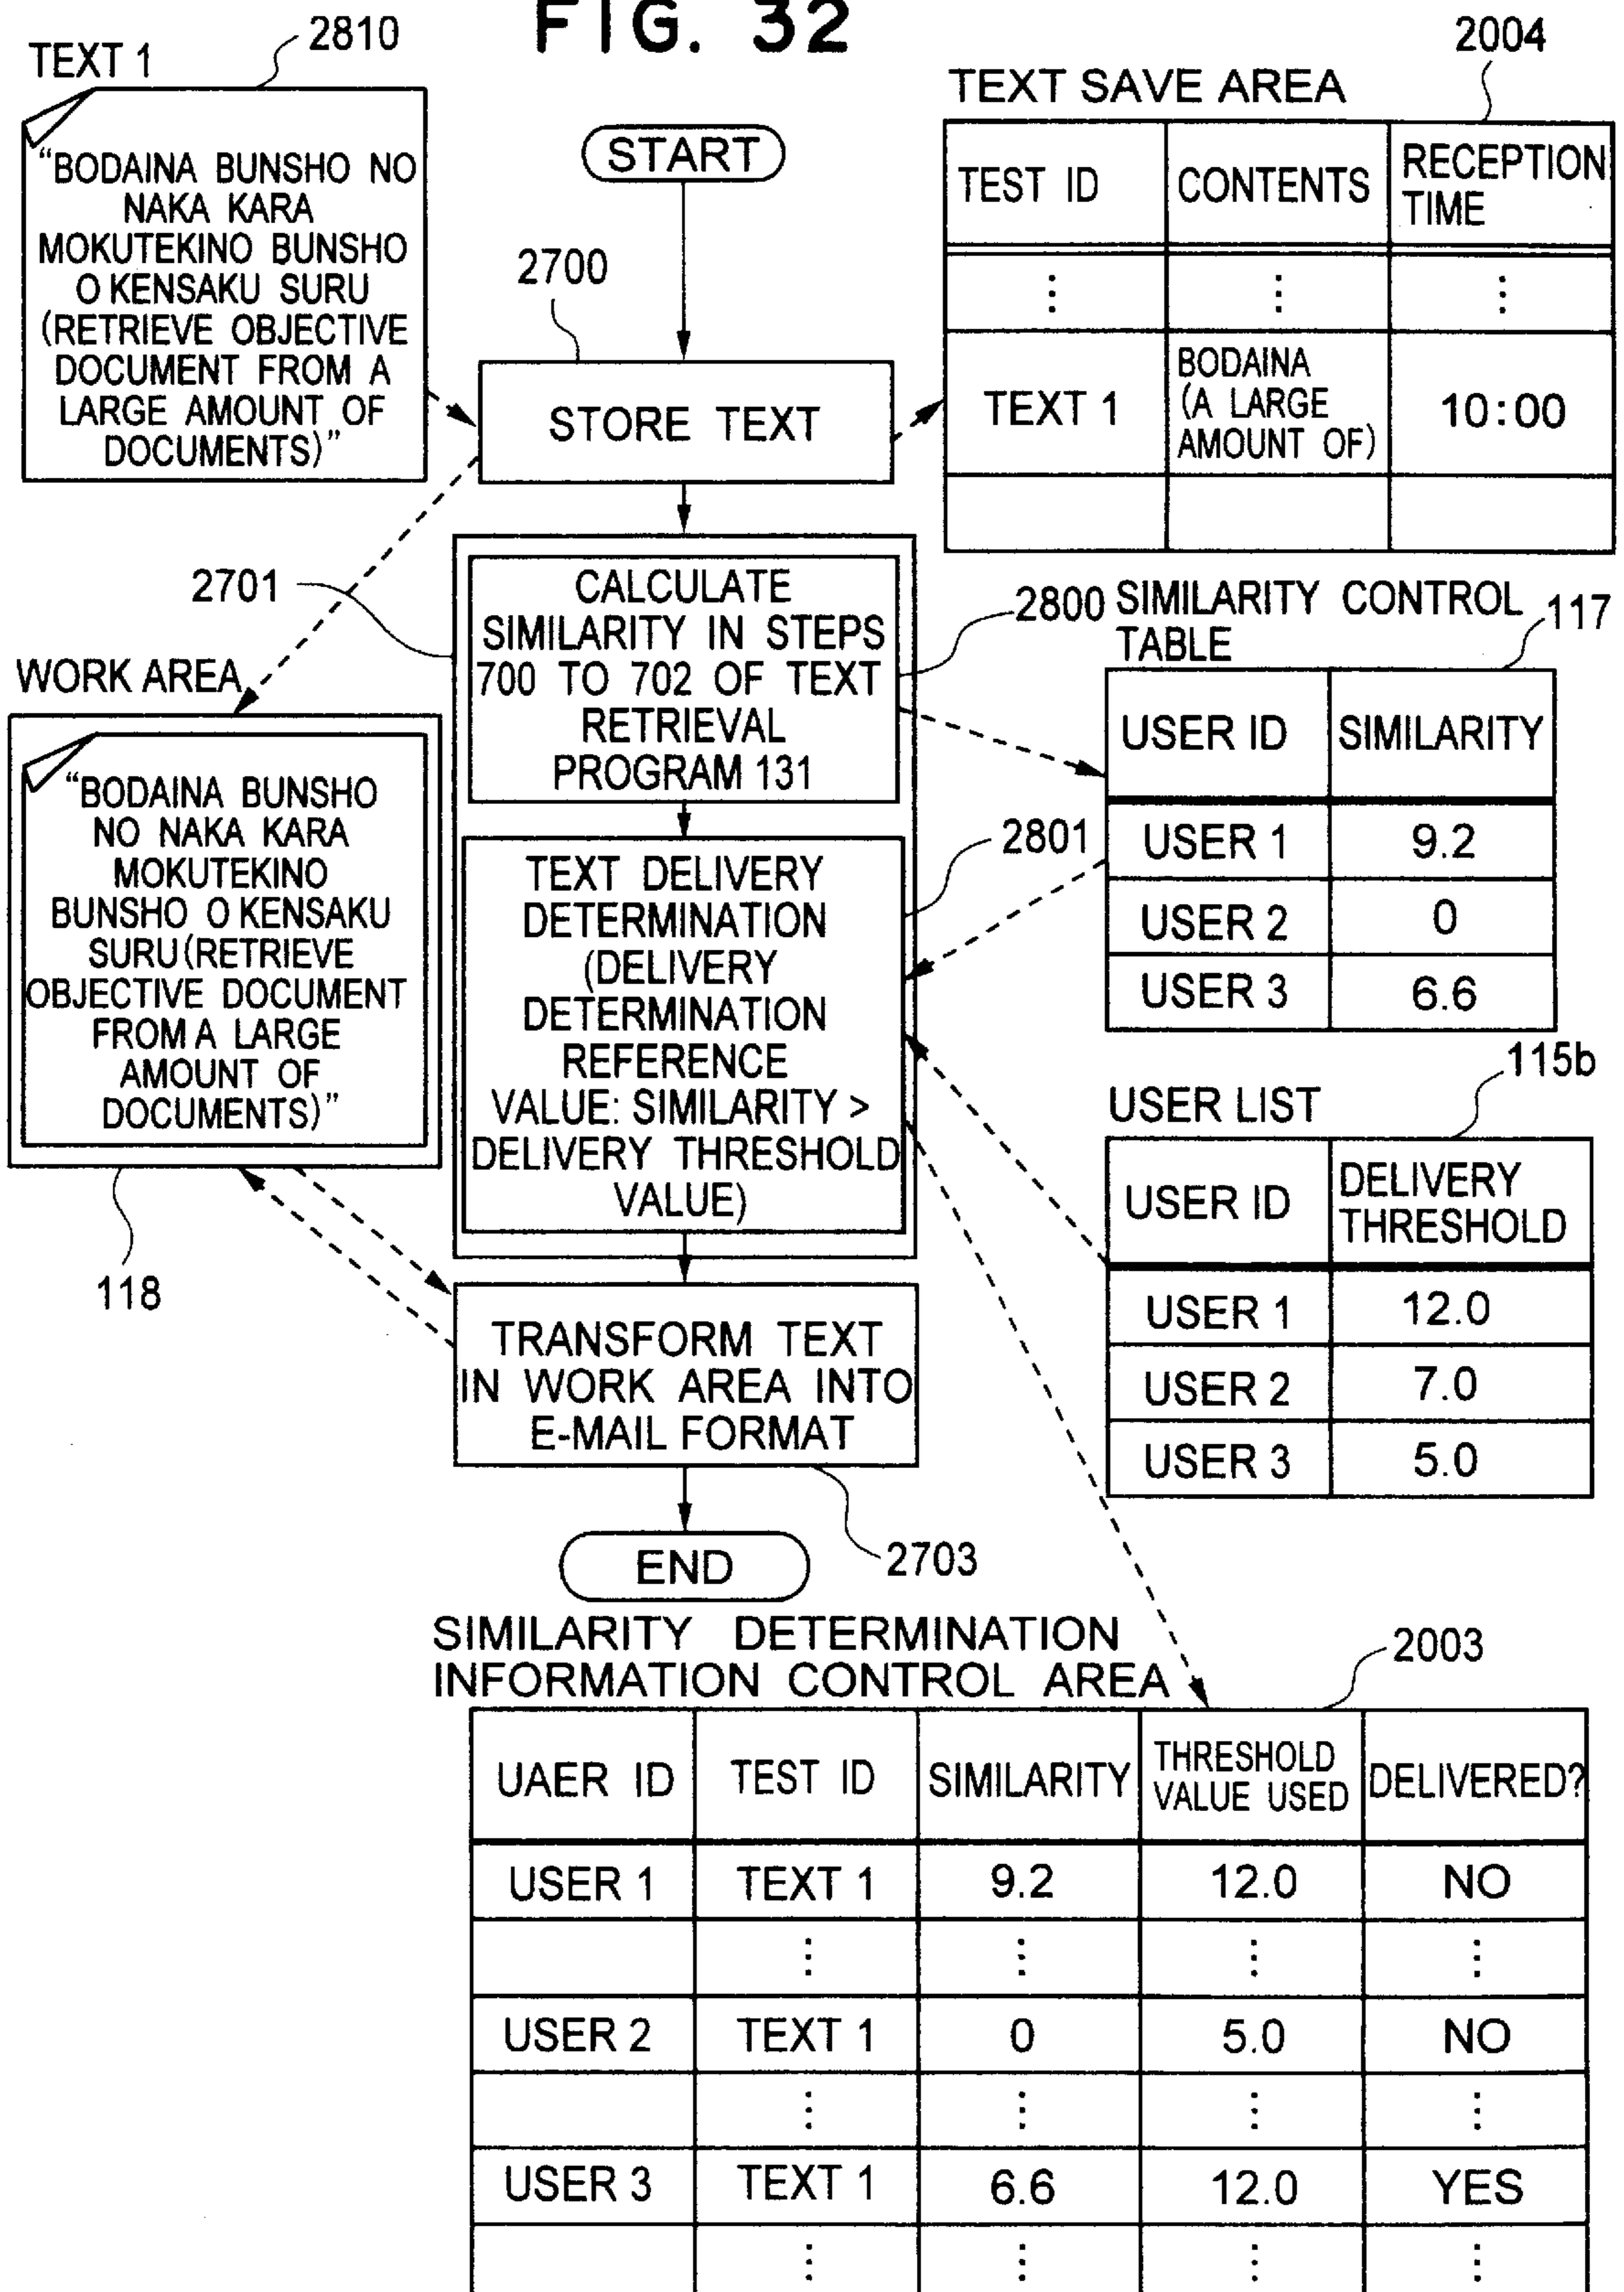 FIG. 32
TEXT 1
2810
"BODAINA BUNSHO NO
NAKA KARA
MOKUTEKINO BUNSHO
O KENSAKU SURU
(RETRIEVE OBJECTIVE
DOCUMENT FROM A
LARGE AMOUNT OF
DOCUMENTS)"
START
2700
STORE TEXT
2004
TEXT SAVE AREA
TEST ID
CONTENTS
RECEPTION
TIME
⋮ ⋮ ⋮
TEXT 1
BODAINA
(A LARGE
AMOUNT OF)
10:00
2701
CALCULATE
SIMILARITY IN STEPS
700 TO 702 OF TEXT
RETRIEVAL
PROGRAM 131
2800
SIMILARITY CONTROL
TABLE
117
USER ID SIMILARITY
USER 1 9.2
USER 2 0
USER 3 6.6
WORK AREA
"BODAINA BUNSHO
NO NAKA KARA
MOKUTEKINO
BUNSHO O KENSAKU
SURU(RETRIEVE
OBJECTIVE DOCUMENT
FROM A LARGE
AMOUNT OF
DOCUMENTS)"
118
2801
TEXT DELIVERY
DETERMINATION
(DELIVERY
DETERMINATION
REFERENCE
VALUE: SIMILARITY >
DELIVERY THRESHOLD
VALUE)
115b
USER LIST
USER ID
DELIVERY
THRESHOLD
USER 1 12.0
USER 2 7.0
USER 3 5.0
TRANSFORM TEXT
IN WORK AREA INTO
E-MAIL FORMAT
2703
END
SIMILARITY DETERMINATION
INFORMATION CONTROL AREA
2003
UAER ID
TEST ID
SIMILARITY
THRESHOLD
VALUE USED
DELIVERED?
USER 1 TEXT 1 9.2 12.0 NO
⋮ ⋮ ⋮ ⋮
USER 2 TEXT 1 0 5.0 NO
⋮ ⋮ ⋮ ⋮
USER 3 TEXT 1 6.6 12.0 YES
⋮ ⋮ ⋮ ⋮